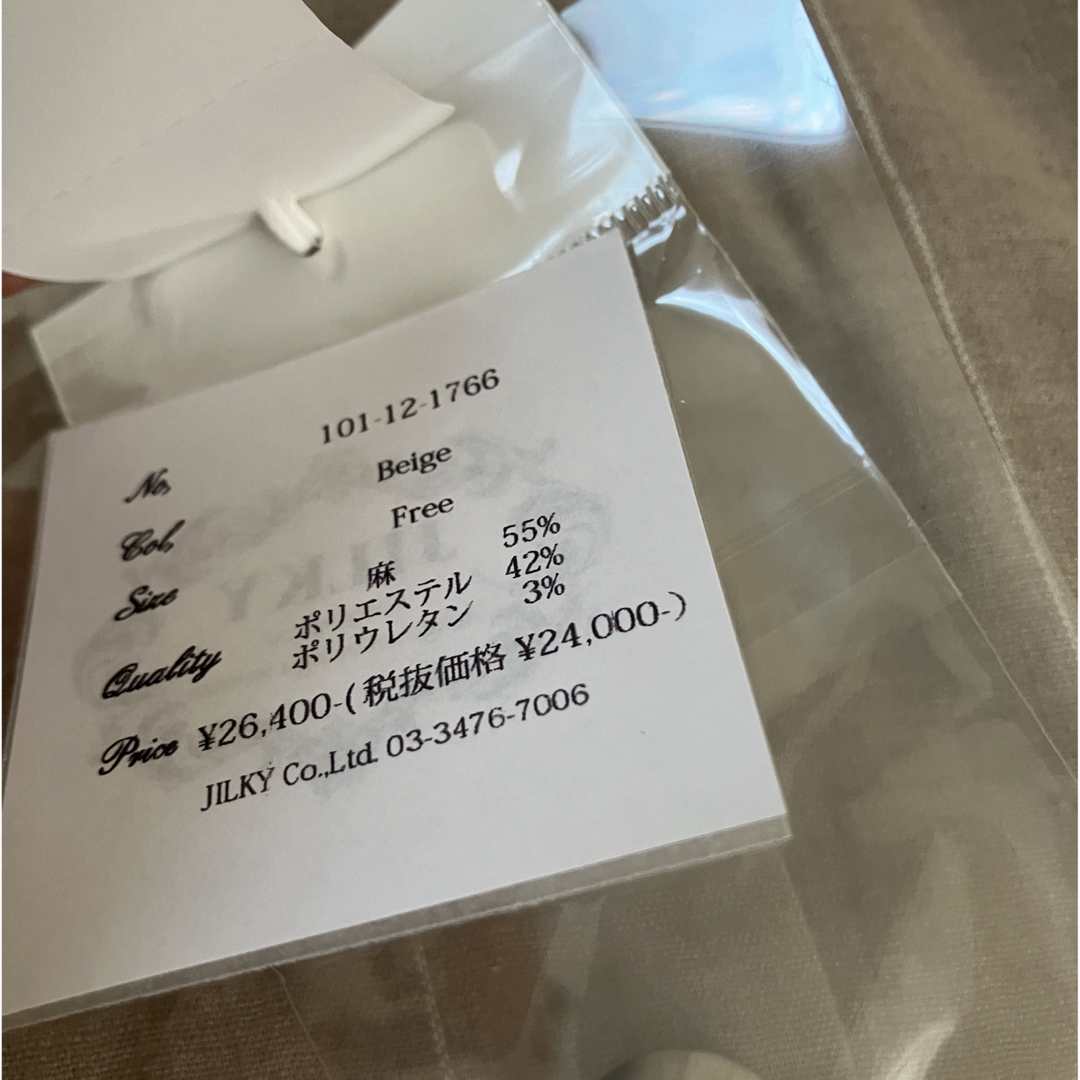 No. 101-12-1766
Col. Beige
Size Free
Quality 麻 55%
ポリエステル 42%
ポリウレタン 3%
Price ¥26,400-(税抜価格 ¥24,000-)
JILKY Co.,Ltd. 03-3476-7006